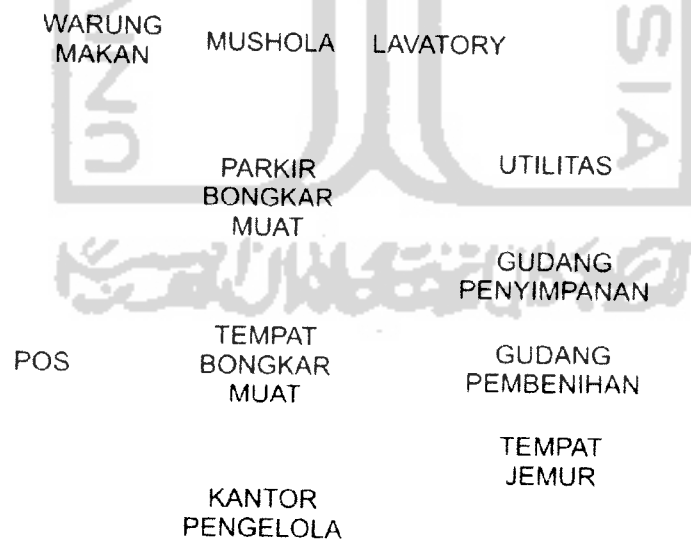 WARUNG
MAKAN
MUSHOLA
LAVATORY
PARKIR
BONGKAR
MUAT
UTILITAS
GUDANG
PENYIMPANAN
POS
TEMPAT
BONGKAR
MUAT
GUDANG
PEMBENIHAN
TEMPAT
JEMUR
KANTOR
PENGELOLA